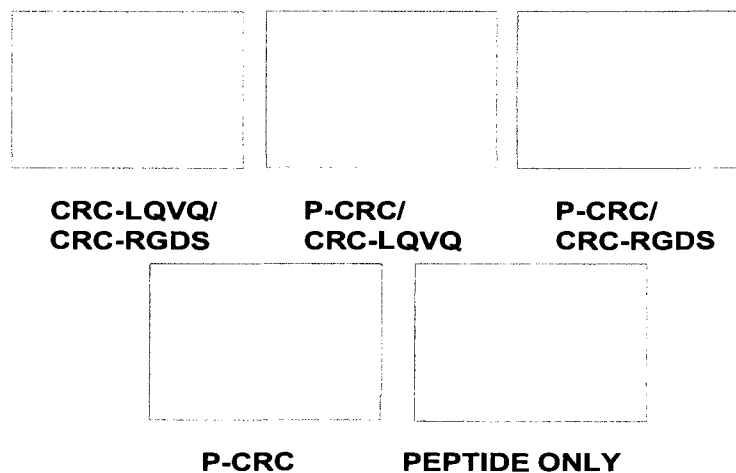 CRC-LQVQ/
CRC-RGDS
P-CRC/
CRC-LQVQ
P-CRC/
CRC-RGDS
P-CRC
PEPTIDE ONLY